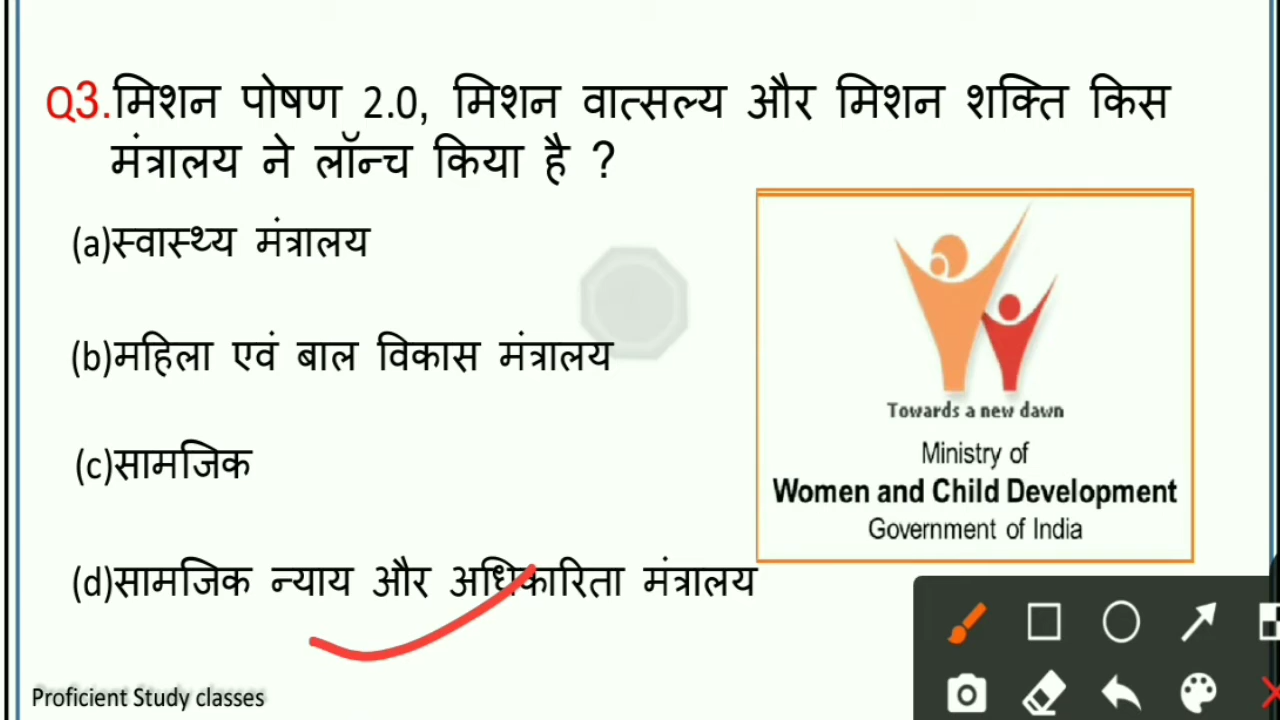 Q3.मिशन पोषण 2.0, मिशन वात्सल्य और मिशन शक्ति किस
मंत्रालय ने लॉन्च किया है ?
(a)स्वास्थ्य मंत्रालय
(b)महिला एवं बाल विकास मंत्रालय
(c)सामजिक
(d)सामजिक न्याय और अधिकारिता मंत्रालय
Towards a new dawn
Ministry of
Women and Child Development
Government of India
Proficient Study classes